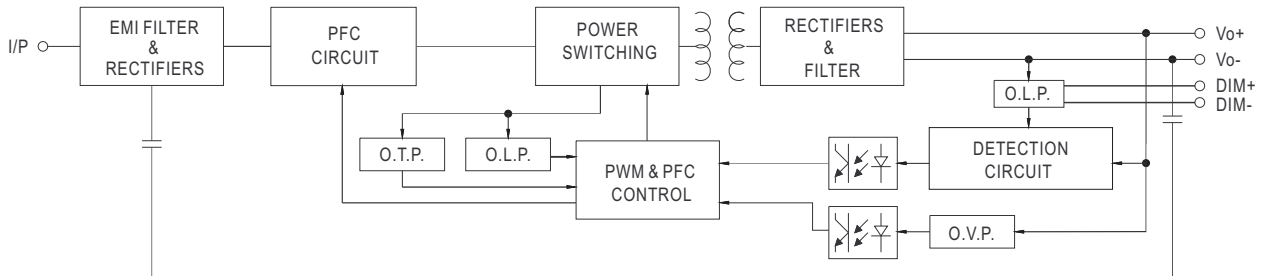 I/P
EMI FILTER
&
RECTIFIERS
PFC
CIRCUIT
POWER
SWITCHING
RECTIFIERS
&
FILTER
Vo+
Vo-
DIM+
DIM-
O.L.P.
O.T.P.
O.L.P.
PWM & PFC
CONTROL
DETECTION
CIRCUIT
O.V.P.